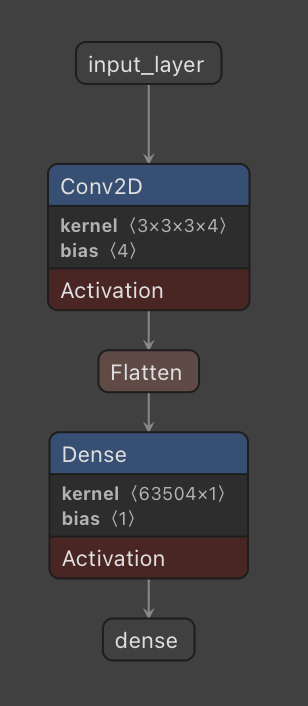 input_layer
Conv2D
kernel 〈3×3×3×4〉
bias 〈4〉
Activation
Flatten
Dense
kernel 〈63504×1〉
bias 〈1〉
Activation
dense